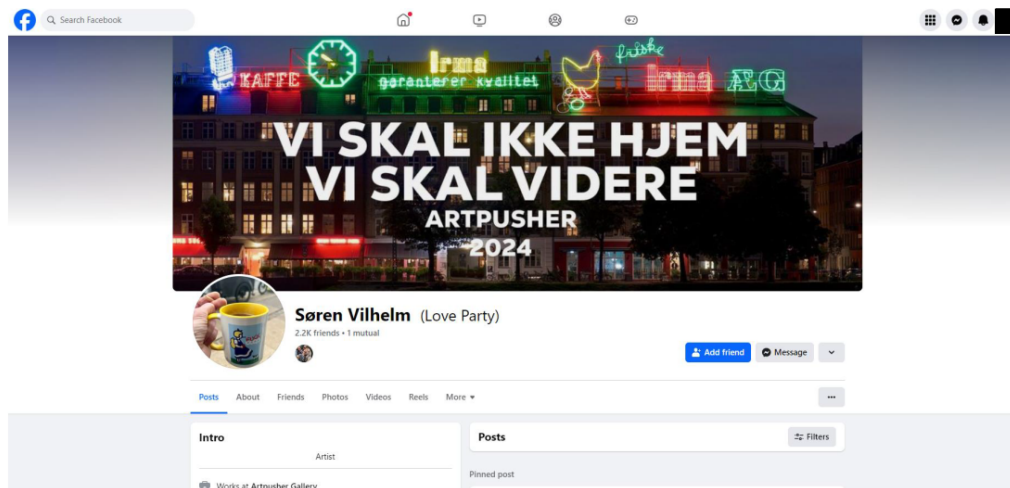 Search Facebook
KAFFE
Irma
garanterer kvalitet
friske
Irma ÆG
VI SKAL IKKE HJEM
VI SKAL VIDERE
ARTPUSHER
2024
Søren Vilhelm (Love Party)
2.2K friends • 1 mutual
Add friend
Message
Posts
About
Friends
Photos
Videos
Reels
More
Intro
Artist
Works at Artpusher Gallery
Posts
Filters
Pinned post